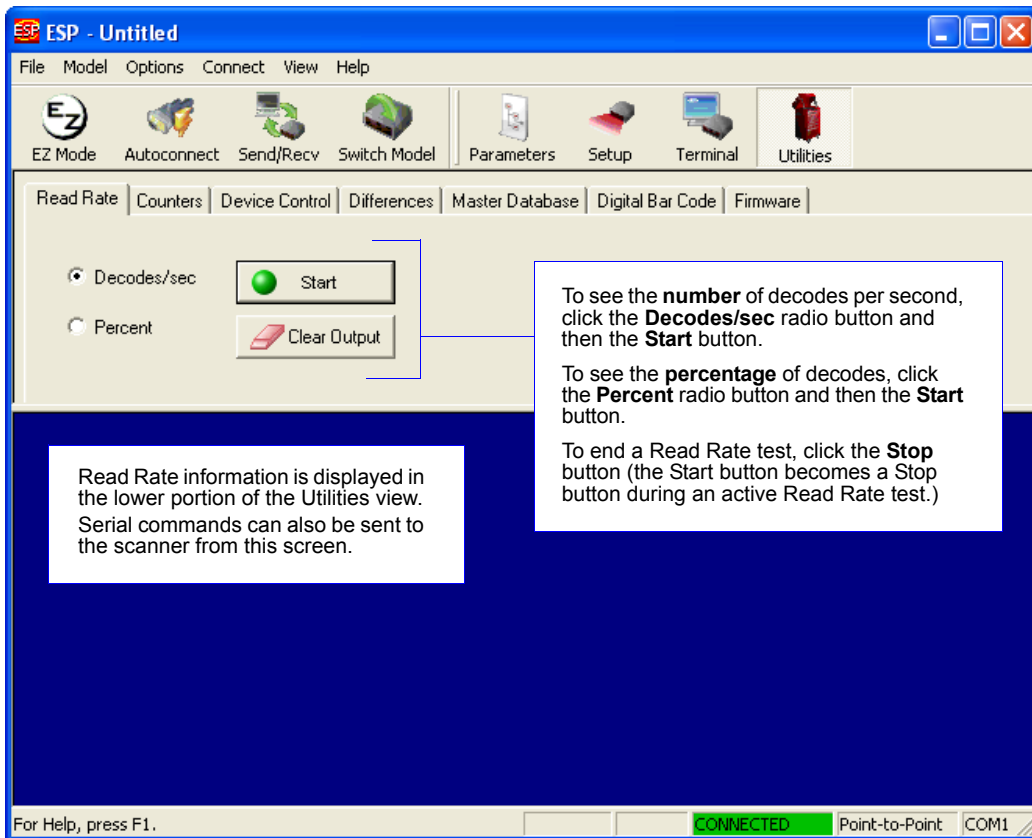 ESP ESP - Untitled
File Model Options Connect View Help
EZ
EZ Mode Autoconnect Send/Recv Switch Model Parameters Setup Terminal Utilities
Read Rate Counters Device Control Differences Master Database Digital Bar Code Firmware
Decodes/sec Start
Percent Clear Output
To see the number of decodes per second,
click the Decodes/sec radio button and
then the Start button.
To see the percentage of decodes, click
the Percent radio button and then the Start
button.
To end a Read Rate test, click the Stop
button (the Start button becomes a Stop
button during an active Read Rate test.)
Read Rate information is displayed in
the lower portion of the Utilities view.
Serial commands can also be sent to
the scanner from this screen.
For Help, press F1. CONNECTED Point-to-Point COM1